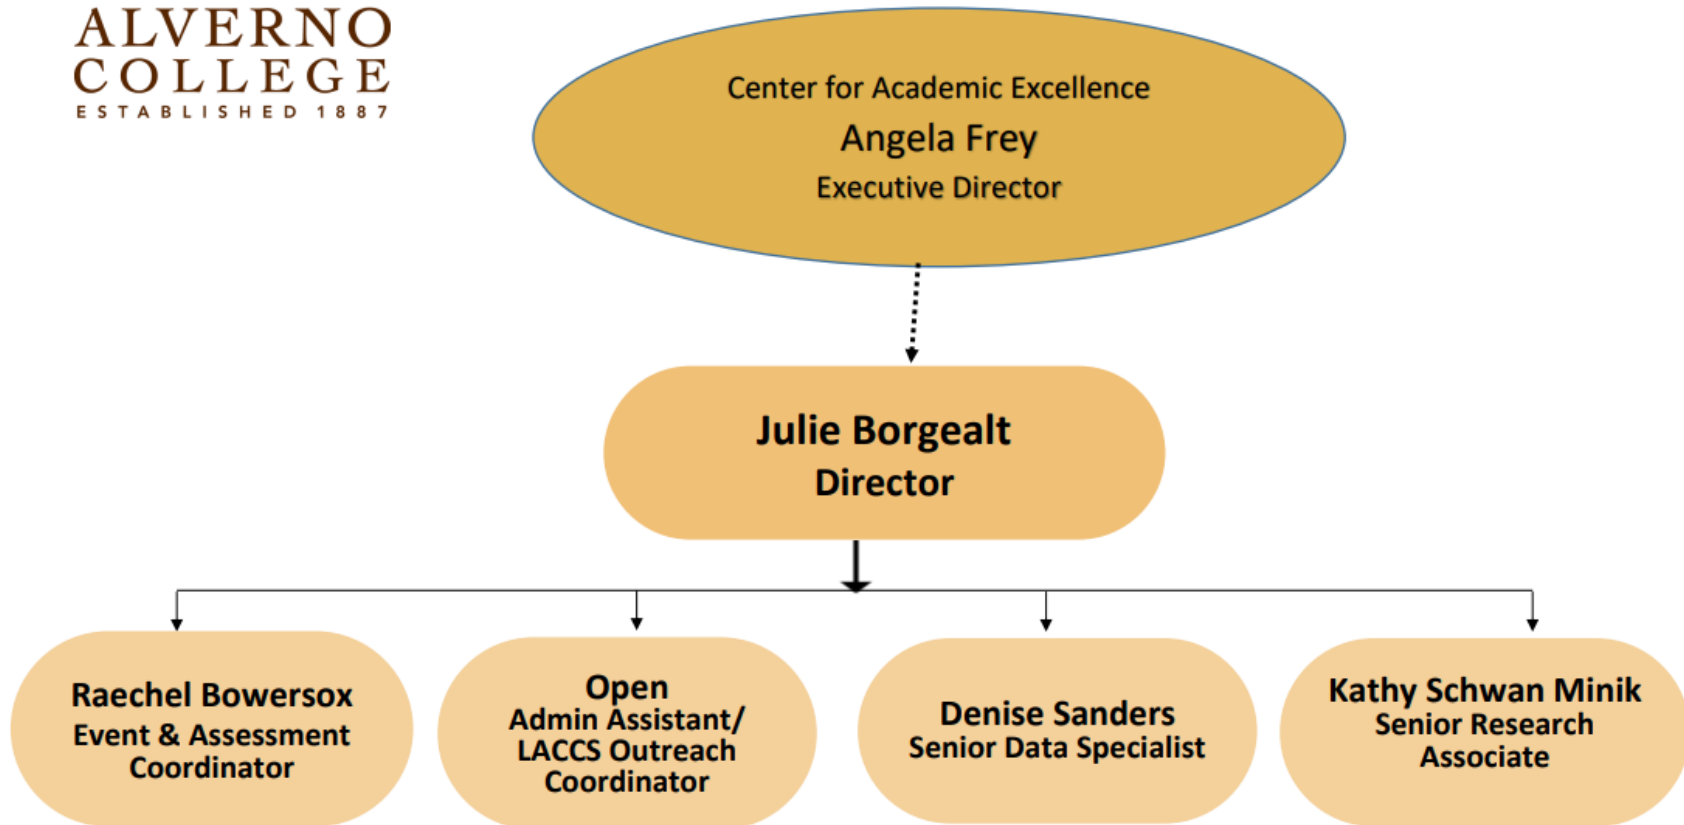 ALVERNO
COLLEGE
ESTABLISHED 1887
Center for Academic Excellence
Angela Frey
Executive Director
Julie Borgealt
Director
Raechel Bowersox
Event & Assessment
Coordinator
Open
Admin Assistant/
LACCS Outreach
Coordinator
Denise Sanders
Senior Data Specialist
Kathy Schwan Minik
Senior Research
Associate